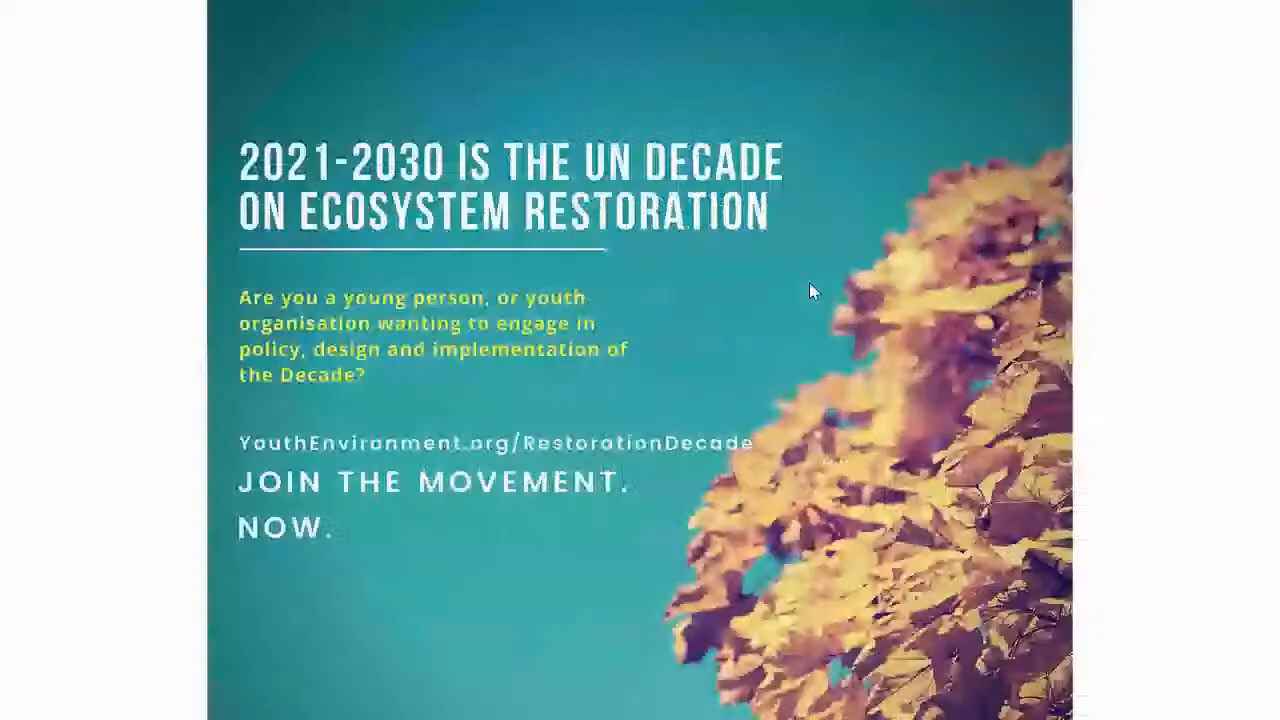 2021-2030 IS THE UN DECADE
ON ECOSYSTEM RESTORATION
Are you a young person, or youth
organisation wanting to engage in
policy, design and implementation of
the Decade?
YouthEnvironment.org/RestorationDecade
JOIN THE MOVEMENT.
NOW.